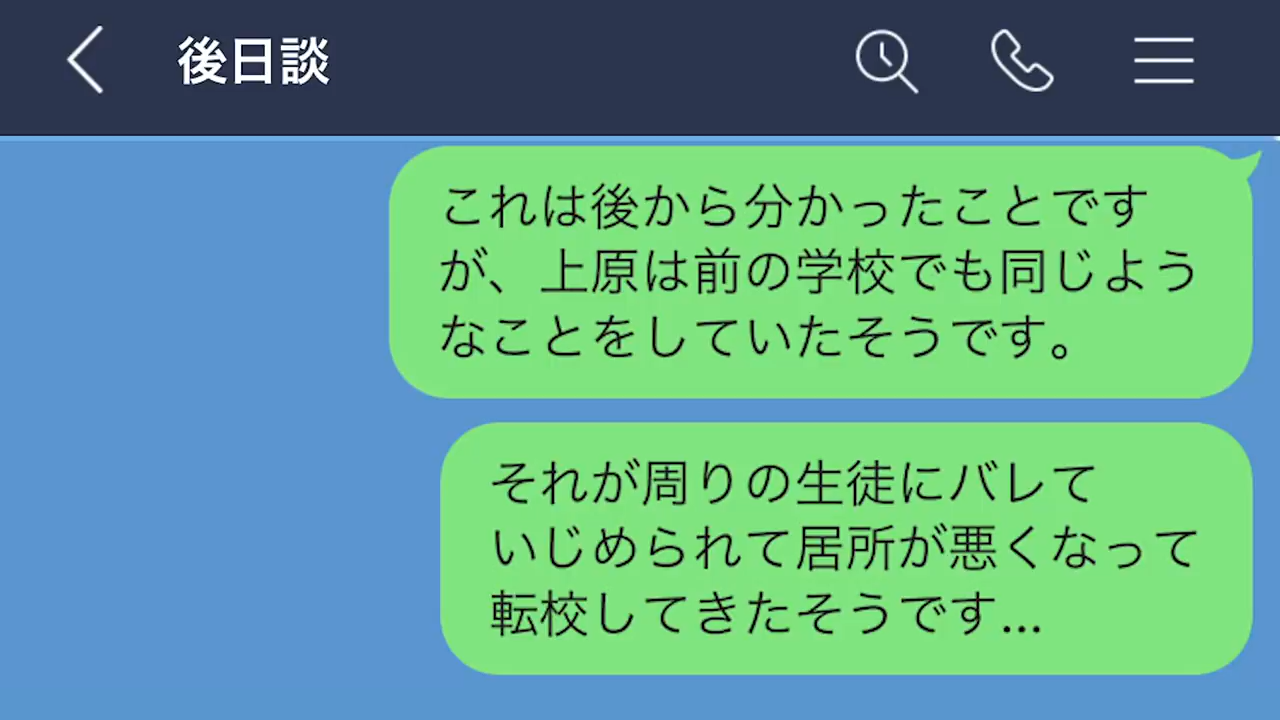 後日談
これは後から分かったことです
が、上原は前の学校でも同じよう
なことをしていたそうです。
それが周りの生徒にバレて
いじめられて居所が悪くなって
転校してきたそうです...